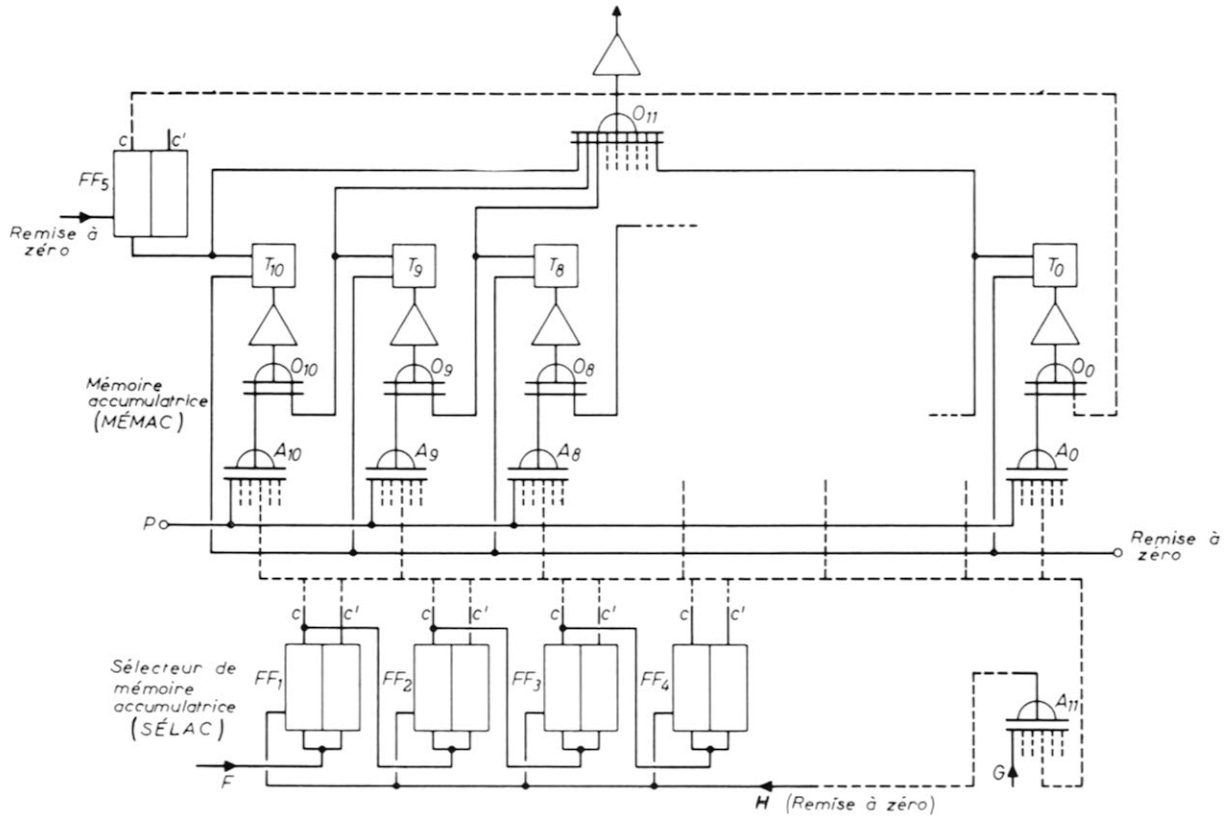 O11
c c'
FF5
Remise à
zéro
T10 T9 T8 T0
O10 O9 O8 O0
Mémoire
accumulatrice
(MÉMAC)
A10 A9 A8 A0
P
Remise à
zéro
c c' c c' c c' c c'
Sélecteur de
mémoire
accumulatrice
(SÉLAC)
FF1 FF2 FF3 FF4
A11
F
G
H (Remise à zéro)